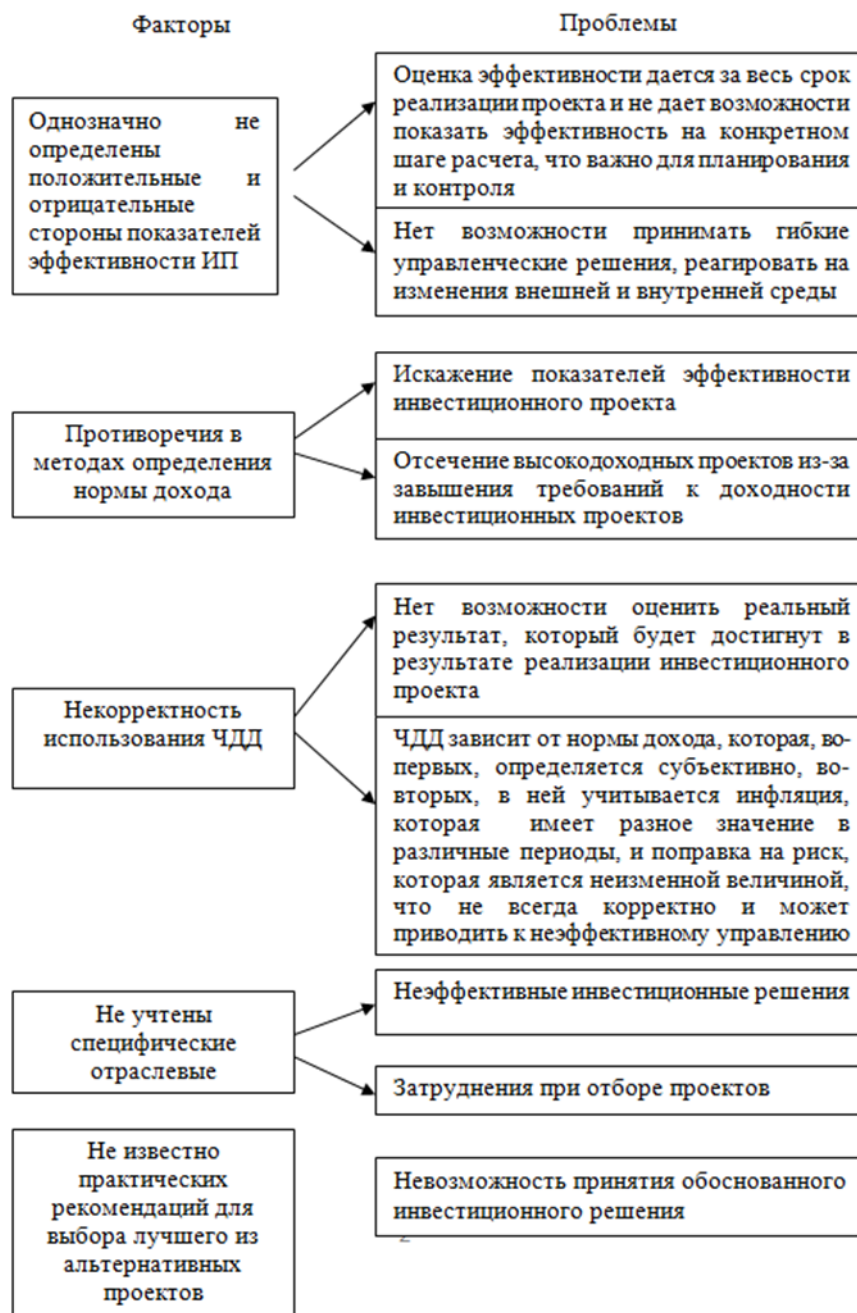 Факторы
Проблемы
Однозначно не
определены
положительные и
отрицательные
стороны показателей
эффективности ИП
Оценка эффективности дается за весь срок
реализации проекта и не дает возможности
показать эффективность на конкретном
шаге расчета, что важно для планирования
и контроля
Нет возможности принимать гибкие
управленческие решения, реагировать на
изменения внешней и внутренней среды
Противоречия в
методах определения
нормы дохода
Искажение показателей эффективности
инвестиционного проекта
Отсечение высокодоходных проектов из-за
завышения требований к доходности
инвестиционных проектов
Некорректность
использования ЧДД
Нет возможности оценить реальный
результат, который будет достигнут в
результате реализации инвестиционного
проекта
ЧДД зависит от нормы дохода, которая, во-
первых, определяется субъективно, во-
вторых, в ней учитывается инфляция,
которая имеет разное значение в
различные периоды, и поправка на риск,
которая является неизменной величиной,
что не всегда корректно и может
приводить к неэффективному управлению
Не учтены
специфические
отраслевые
Неэффективные инвестиционные решения
Затруднения при отборе проектов
Не известно
практических
рекомендаций для
выбора лучшего из
альтернативных
проектов
Невозможность принятия обоснованного
инвестиционного решения